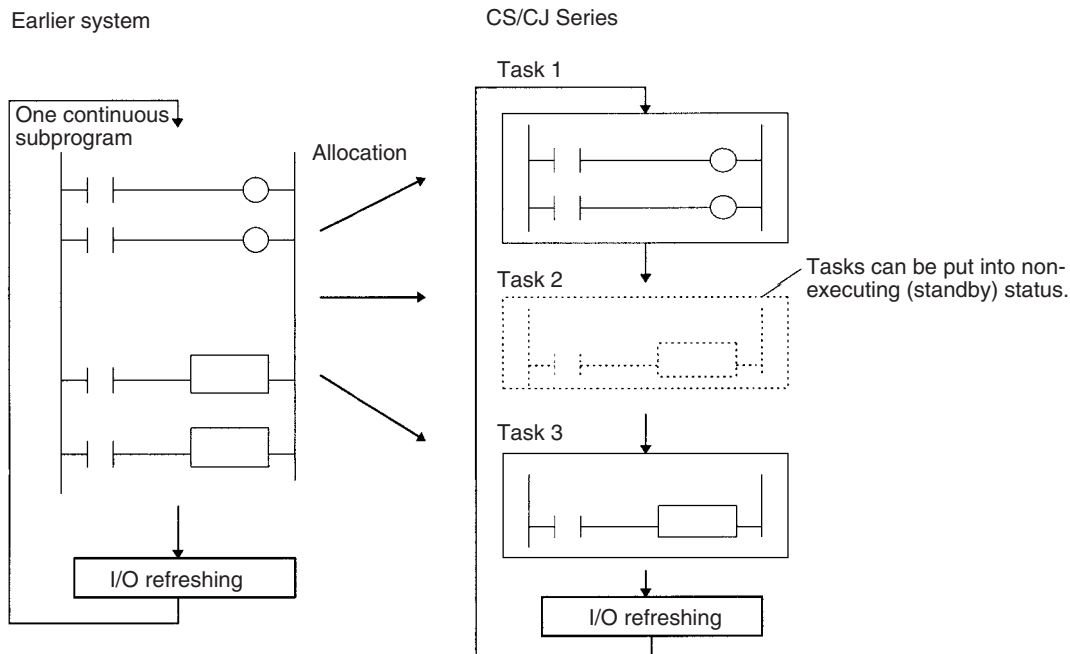 Earlier system
One continuous
subprogram
Allocation
I/O refreshing
CS/CJ Series
Task 1
Task 2
Tasks can be put into non-
executing (standby) status.
Task 3
I/O refreshing